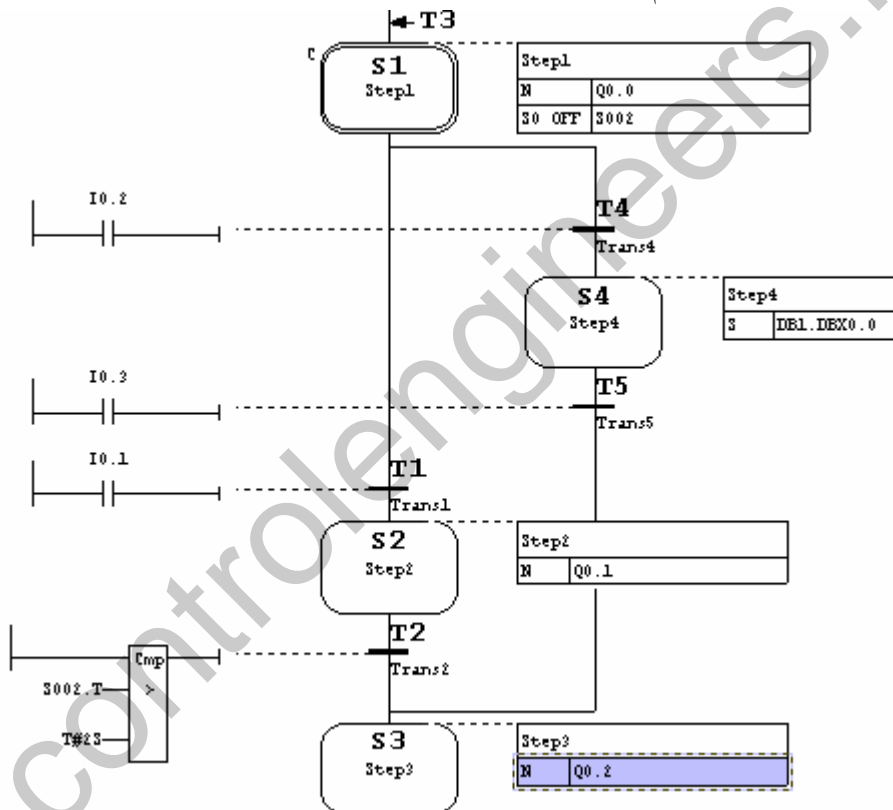 T3
C
S1
Step1
Step1
N Q0.0
S0 OFF S002
I0.2
T4
Trans4
S4
Step4
Step4
S DB1.DBX0.0
I0.3
T5
Trans5
I0.1
T1
Trans1
S2
Step2
Step2
N Q0.1
T2
Trans2
Cmp
S002.T
>
T#2S
S3
Step3
Step3
N Q0.2
controlengineers.